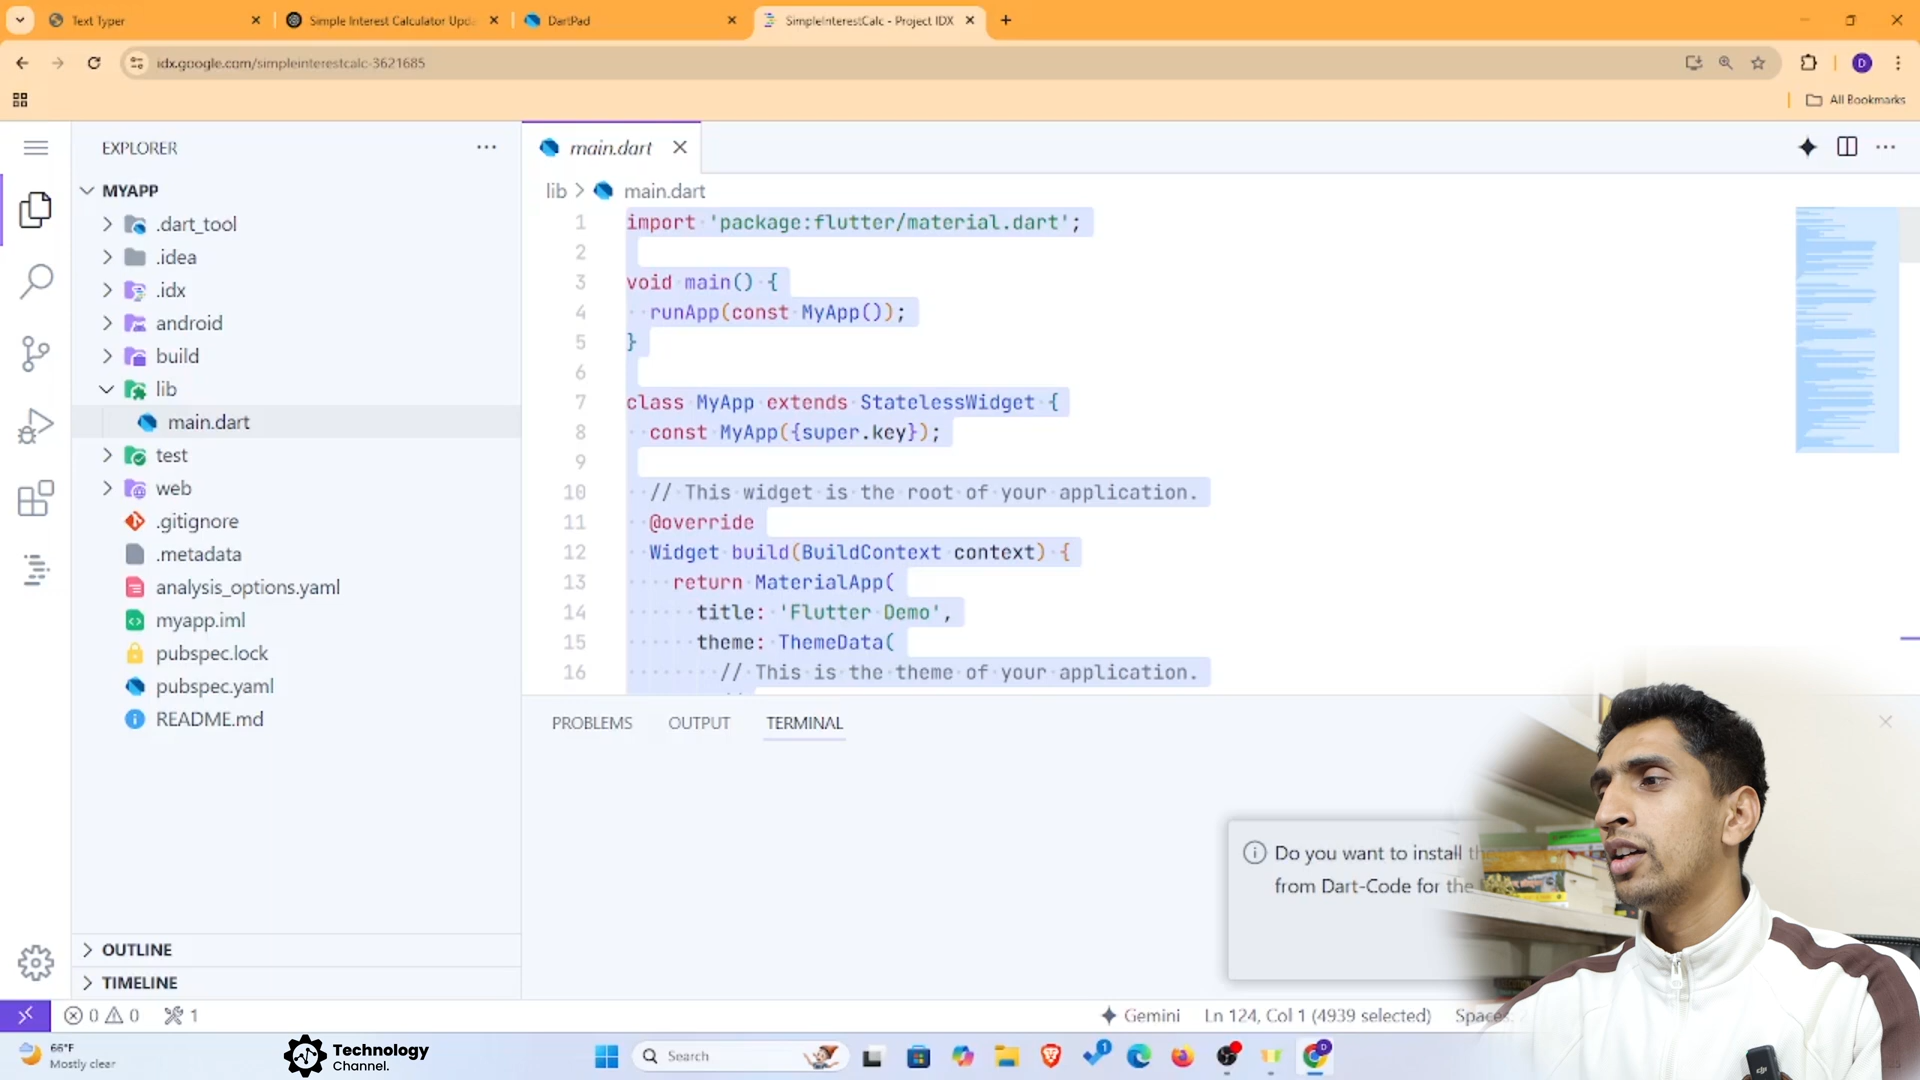 Text Typer
Simple Interest Calculator Upda
DartPad
SimpleInterestCalc - Project IDX
idx.google.com/simpleinterestcalc-3621685
D
All Bookmarks
EXPLORER
main.dart
MYAPP
lib > main.dart
.dart_tool
.idea
.idx
android
build
lib
main.dart
test
web
.gitignore
.metadata
analysis_options.yaml
myapp.iml
pubspec.lock
pubspec.yaml
README.md
1 import 'package:flutter/material.dart';
2
3 void main() {
4 runApp(const MyApp());
5 }
6
7 class MyApp extends StatelessWidget {
8 const MyApp({super.key});
9
10 // This widget is the root of your application.
11 @override
12 Widget build(BuildContext context) {
13 return MaterialApp(
14 title: 'Flutter Demo',
15 theme: ThemeData(
16 // This is the theme of your application.
PROBLEMS
OUTPUT
TERMINAL
Do you want to install
from Dart-Code for the
OUTLINE
TIMELINE
0 0
1
Gemini
Ln 124, Col 1 (4939 selected)
Spaces:
66°F
Mostly clear
Technology
Channel.
Search
1
D
dji